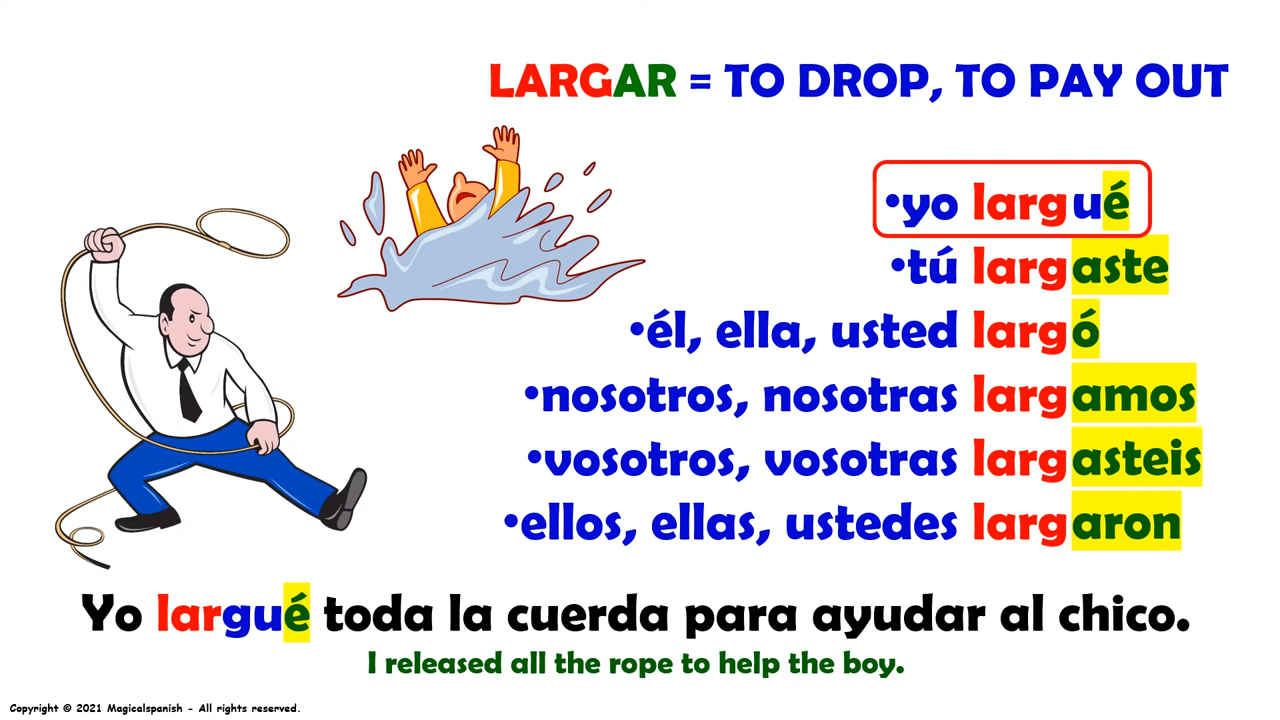 LARGAR = TO DROP, TO PAY OUT
•yo largué
•tú largaste
•él, ella, usted largó
•nosotros, nosotras largamos
•vosotros, vosotras largasteis
•ellos, ellas, ustedes largaron
Yo largué toda la cuerda para ayudar al chico.
I released all the rope to help the boy.
Copyright © 2021 Magicalspanish - All rights reserved.